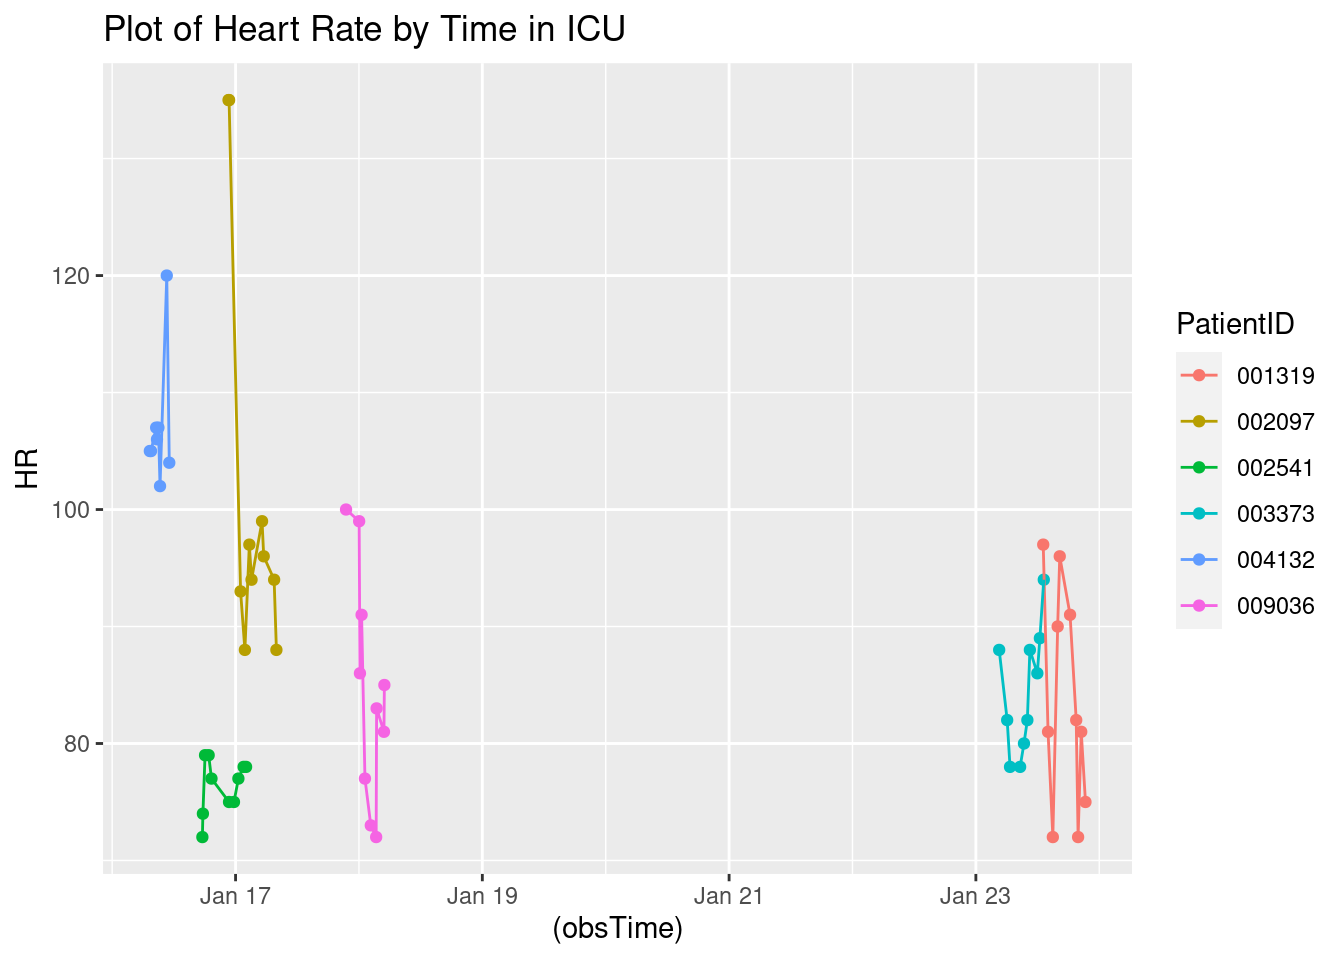 Plot of Heart Rate by Time in ICU
HR
120
100
80
Jan 17
Jan 19
Jan 21
Jan 23
(obsTime)
PatientID
001319
002097
002541
003373
004132
009036